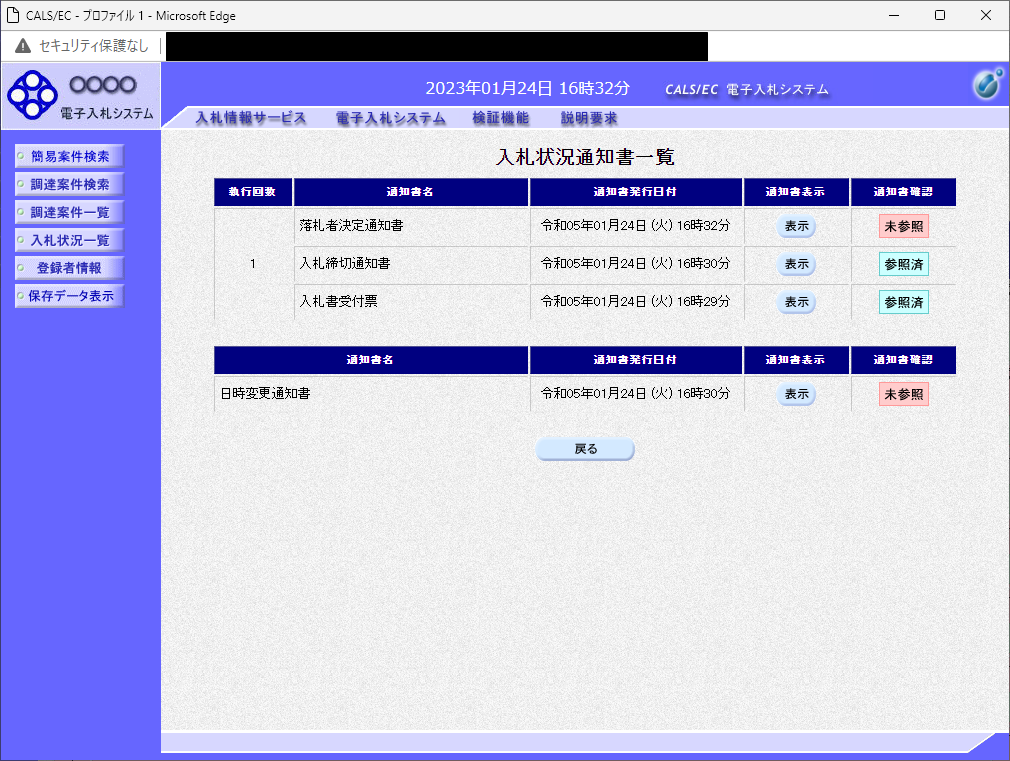 CALS/EC - プロファイル 1 - Microsoft Edge
セキュリティ保護なし
〇〇〇〇
電子入札システム
2023年01月24日 16時32分
CALS/EC 電子入札システム
入札情報サービス 電子入札システム 検証機能 説明要求
簡易案件検索
調達案件検索
調達案件一覧
入札状況一覧
登録者情報
保存データ表示
入札状況通知書一覧
執行回数 通知書名 通知書発行日付 通知書表示 通知書確認
落札者決定通知書 令和05年01月24日 (火) 16時32分 表示 未参照
1 入札締切通知書 令和05年01月24日 (火) 16時30分 表示 参照済
入札書受付票 令和05年01月24日 (火) 16時29分 表示 参照済
通知書名 通知書発行日付 通知書表示 通知書確認
日時変更通知書 令和05年01月24日 (火) 16時30分 表示 未参照
戻る